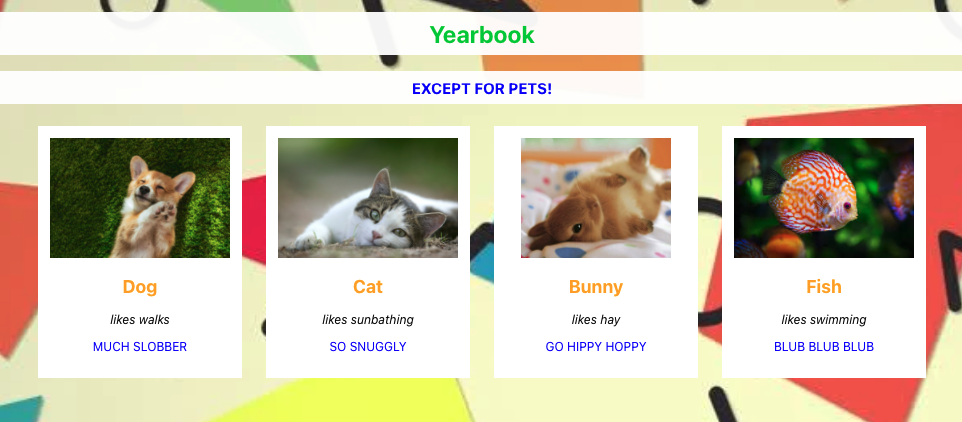 Yearbook
EXCEPT FOR PETS!
Dog
likes walks
MUCH SLOBBER
Cat
likes sunbathing
SO SNUGGLY
Bunny
likes hay
GO HIPPY HOPPY
Fish
likes swimming
BLUB BLUB BLUB